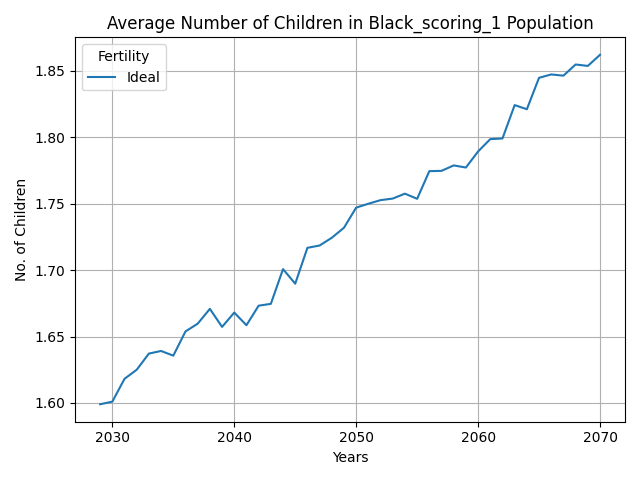 Average Number of Children in Black_scoring_1 Population
Fertility
Ideal
1.85
1.80
1.75
1.70
1.65
1.60
No. of Children
2030 2040 2050 2060 2070
Years